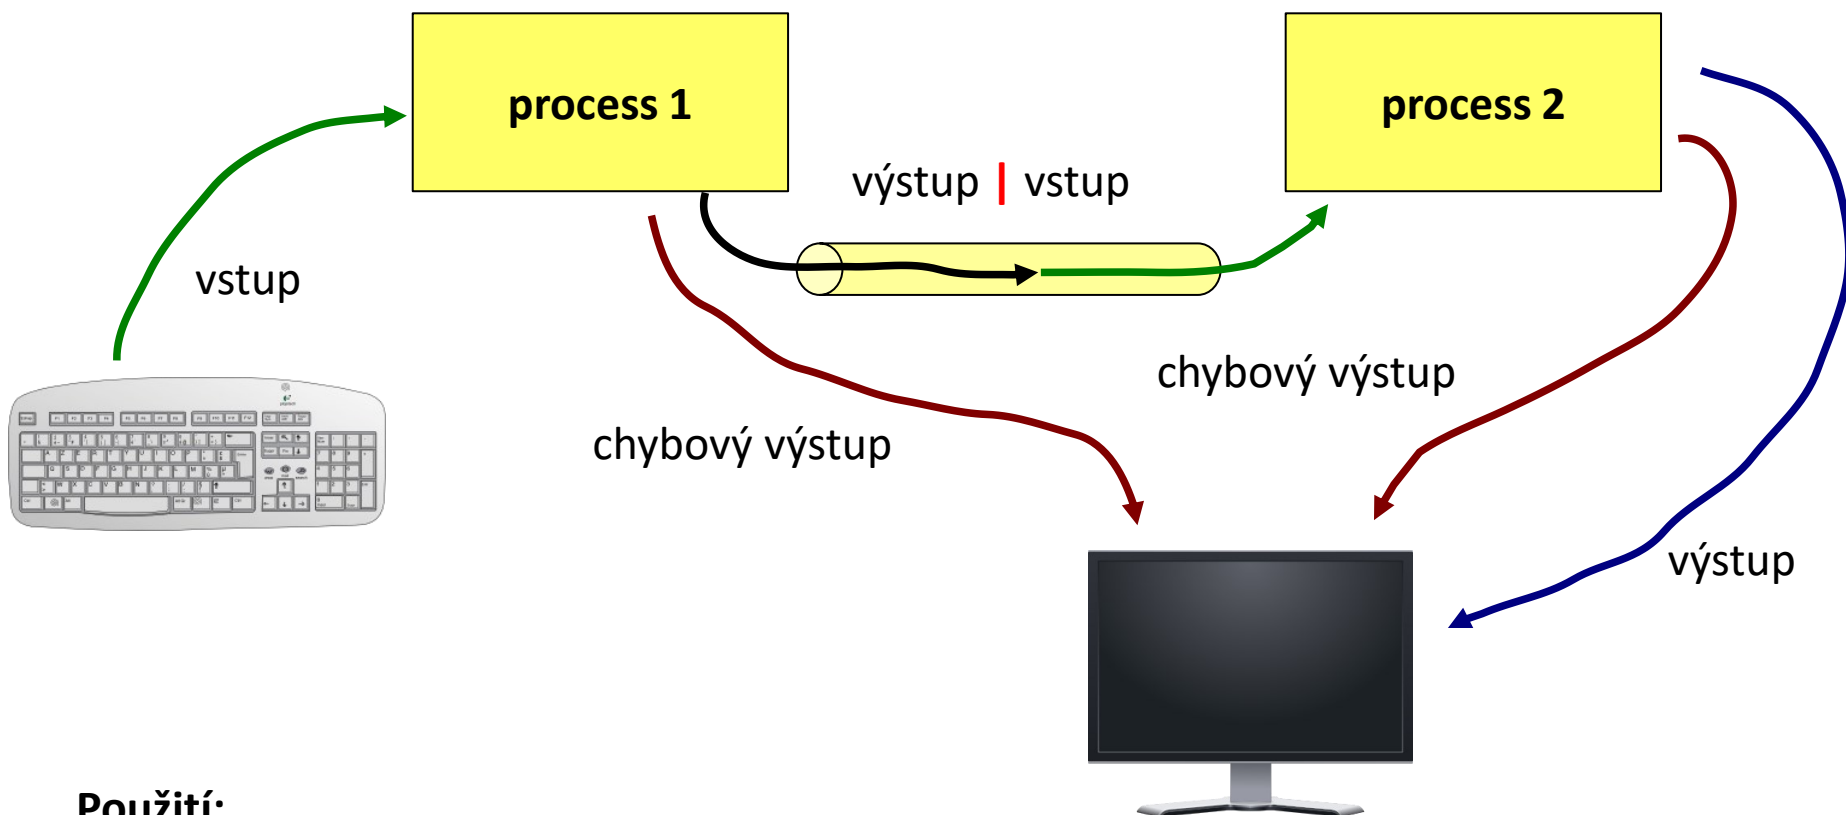 process 1
process 2
výstup | vstup
vstup
chybový výstup
chybový výstup
výstup
Použití: